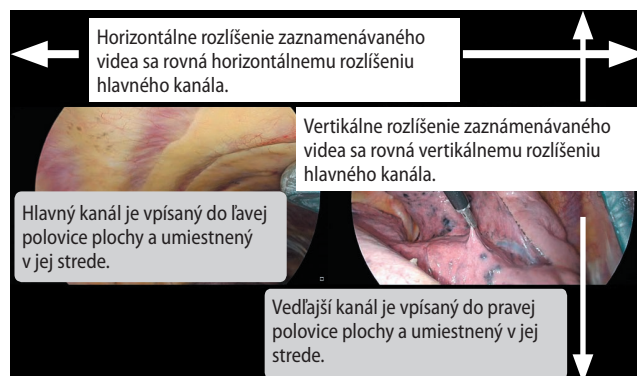 Horizontálne rozlíšenie zaznamenávaného
videa sa rovná horizontálnemu rozlíšeniu
hlavného kanála.
Vertikálne rozlíšenie zaznámenávaného
videa sa rovná vertikálnemu rozlíšeniu
hlavného kanála.
Hlavný kanál je vpísaný do ľavej
polovice plochy a umiestnený
v jej strede.
Vedľajší kanál je vpísaný do pravej
polovice plochy a umiestnený v jej
strede.